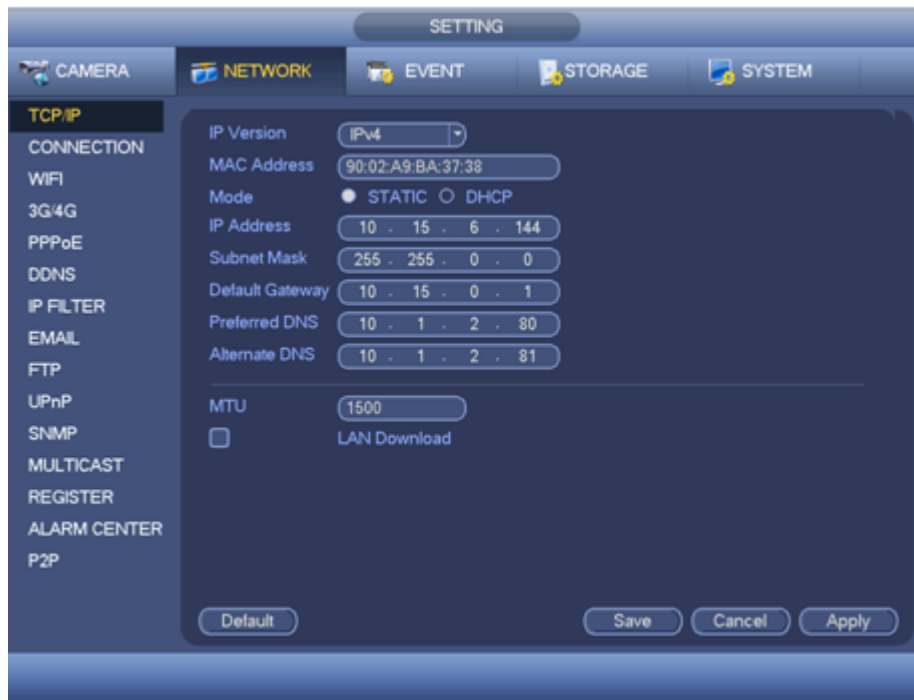 SETTING
CAMERA NETWORK EVENT STORAGE SYSTEM
TCP/IP
CONNECTION
WIFI
3G/4G
PPPoE
DDNS
IP FILTER
EMAIL
FTP
UPnP
SNMP
MULTICAST
REGISTER
ALARM CENTER
P2P
IP Version IPv4
MAC Address 90:02:A9:BA:37:38
Mode STATIC DHCP
IP Address 10 . 15 . 6 . 144
Subnet Mask 255 . 255 . 0 . 0
Default Gateway 10 . 15 . 0 . 1
Preferred DNS 10 . 1 . 2 . 80
Alternate DNS 10 . 1 . 2 . 81
MTU 1500
LAN Download
Default Save Cancel Apply